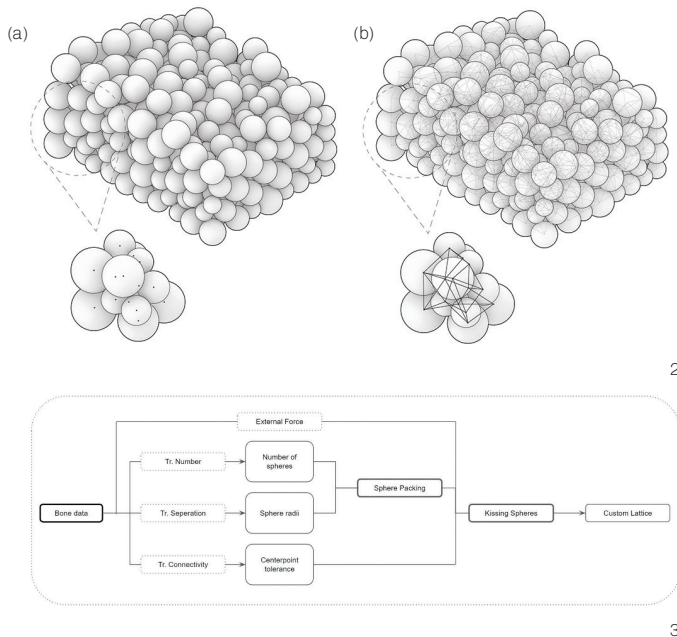 (a)
(b)
2
External Force
Tr. Number
Number of
spheres
Sphere Packing
Bone data
Tr. Seperation
Sphere radii
Kissing Spheres
Custom Lattice
Tr. Connectivity
Centerpoint
tolerance
3